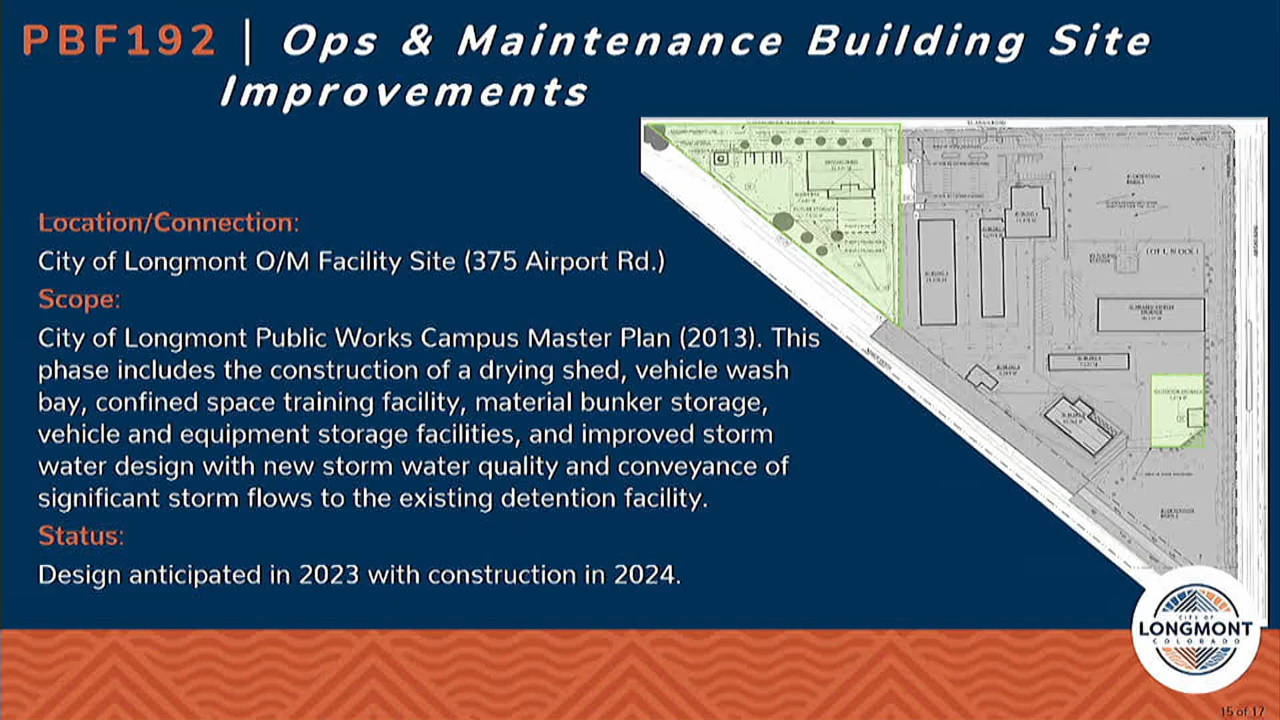 PBF192 | Ops & Maintenance Building Site
Improvements
Location/Connection:
City of Longmont O/M Facility Site (375 Airport Rd.)
Scope:
City of Longmont Public Works Campus Master Plan (2013). This
phase includes the construction of a drying shed, vehicle wash
bay, confined space training facility, material bunker storage,
vehicle and equipment storage facilities, and improved storm
water design with new storm water quality and conveyance of
significant storm flows to the existing detention facility.
Status:
Design anticipated in 2023 with construction in 2024.
LOT 1, BLOCK 1
CITY OF
LONGMONT
COLORADO
15 of 17